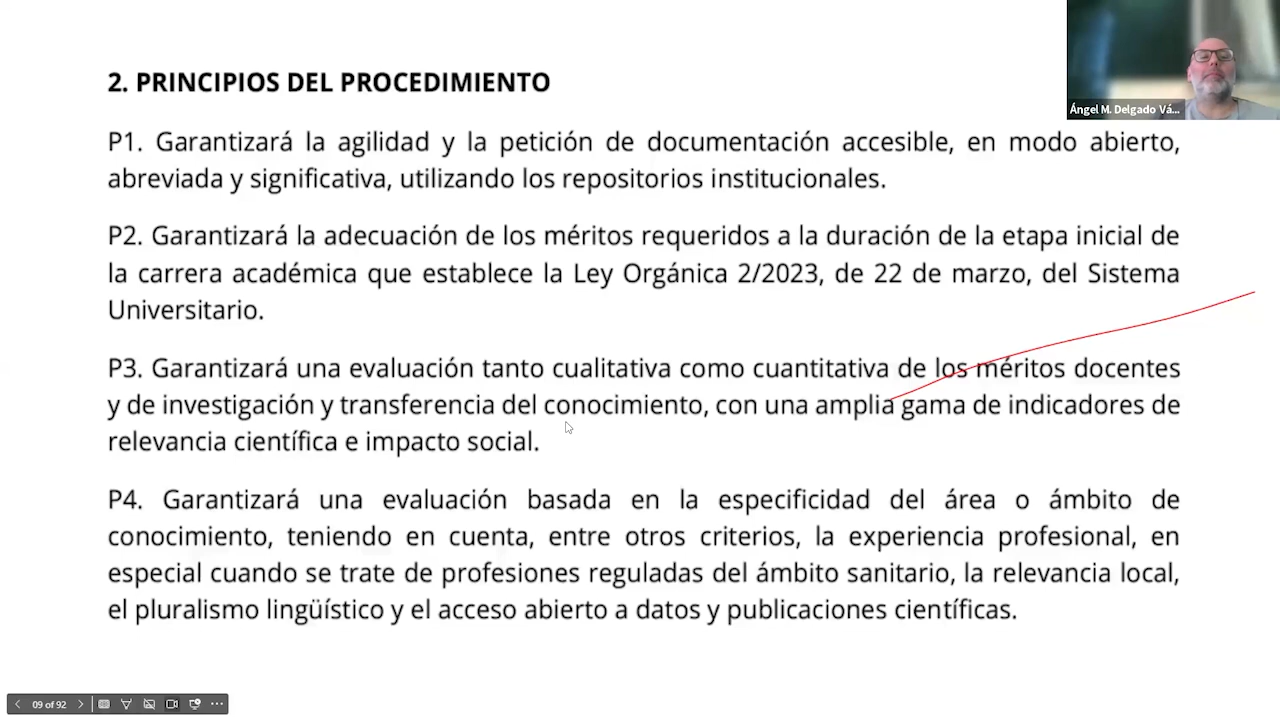 2. PRINCIPIOS DEL PROCEDIMIENTO
Ángel M. Delgado Vá...
P1. Garantizará la agilidad y la petición de documentación accesible, en modo abierto,
abreviada y significativa, utilizando los repositorios institucionales.
P2. Garantizará la adecuación de los méritos requeridos a la duración de la etapa inicial de
la carrera académica que establece la Ley Orgánica 2/2023, de 22 de marzo, del Sistema
Universitario.
P3. Garantizará una evaluación tanto cualitativa como cuantitativa de los méritos docentes
y de investigación y transferencia del conocimiento, con una amplia gama de indicadores de
relevancia científica e impacto social.
P4. Garantizará una evaluación basada en la especificidad del área o ámbito de
conocimiento, teniendo en cuenta, entre otros criterios, la experiencia profesional, en
especial cuando se trate de profesiones reguladas del ámbito sanitario, la relevancia local,
el pluralismo lingüístico y el acceso abierto a datos y publicaciones científicas.
09 of 92